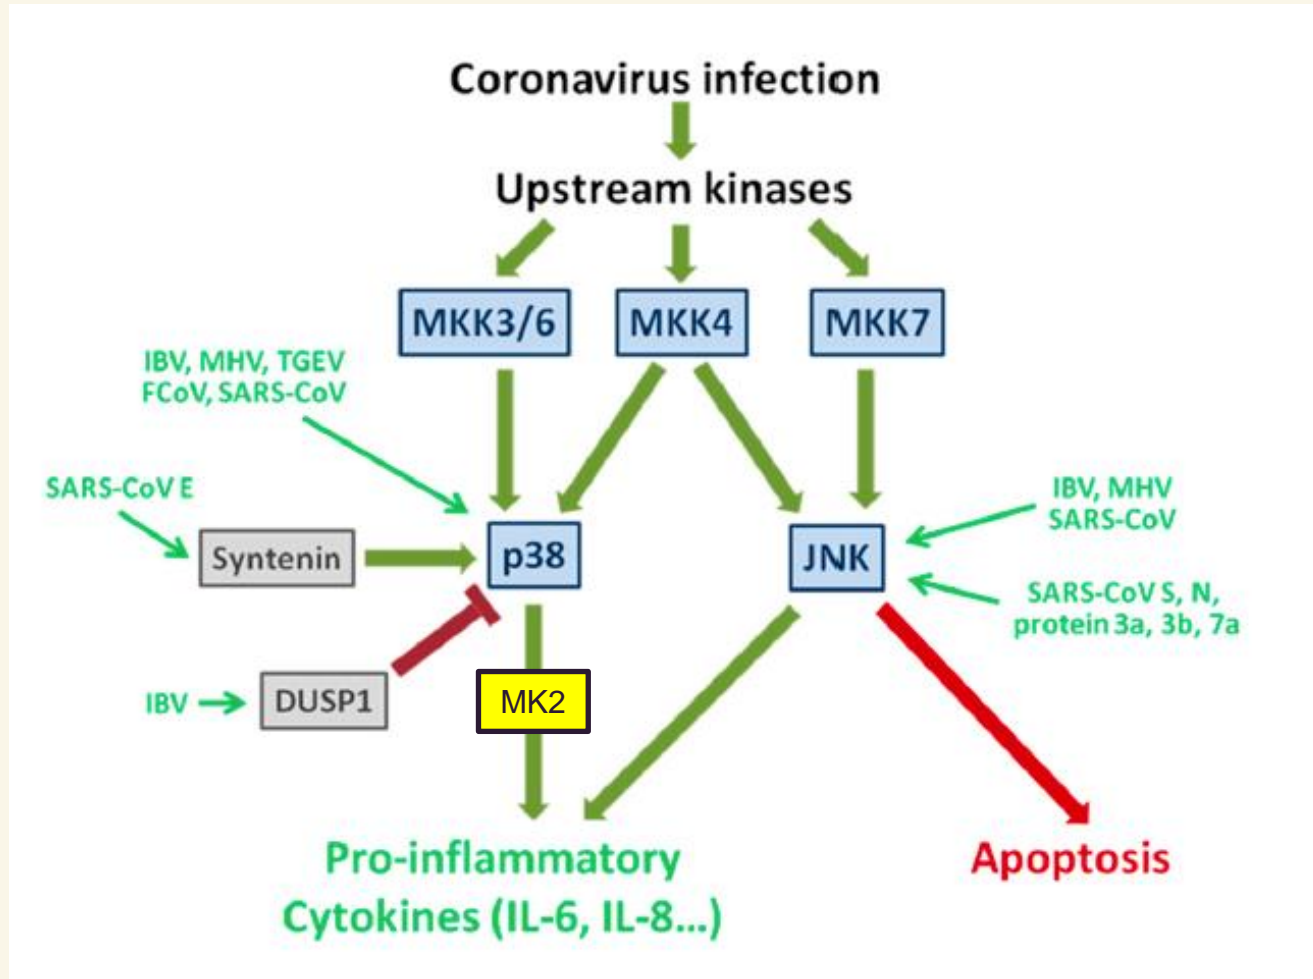 Coronavirus infection
Upstream kinases
MKK3/6
MKK4
MKK7
IBV, MHV, TGEV
FCoV, SARS-CoV
SARS-CoV E
IBV, MHV
SARS-CoV
Syntenin
p38
JNK
SARS-CoV S, N,
protein 3a, 3b, 7a
IBV
DUSP1
MK2
Pro-inflammatory
Cytokines (IL-6, IL-8...)
Apoptosis